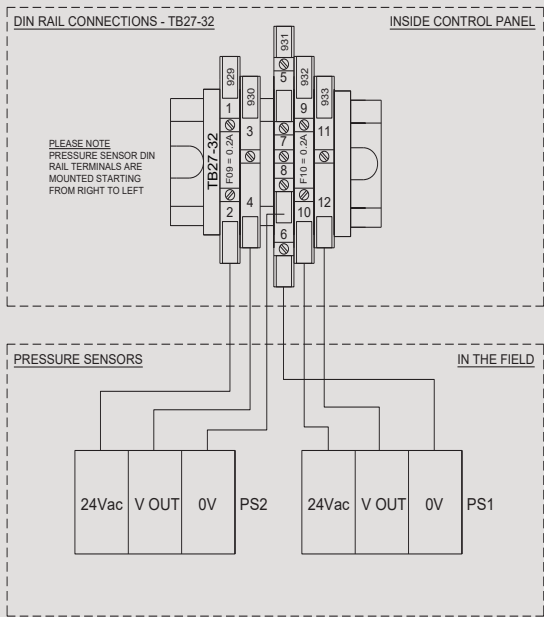 DIN RAIL CONNECTIONS - TB27-32
INSIDE CONTROL PANEL
931
5
929
930
932
933
1
3
9
11
7
8
PLEASE NOTE
PRESSURE SENSOR DIN
RAIL TERMINALS ARE
MOUNTED STARTING
FROM RIGHT TO LEFT
TB27-32
F09 = 0.2A
F10 = 0.2A
2
4
6
10
12
PRESSURE SENSORS
IN THE FIELD
24Vac
V OUT
0V
PS2
24Vac
V OUT
0V
PS1